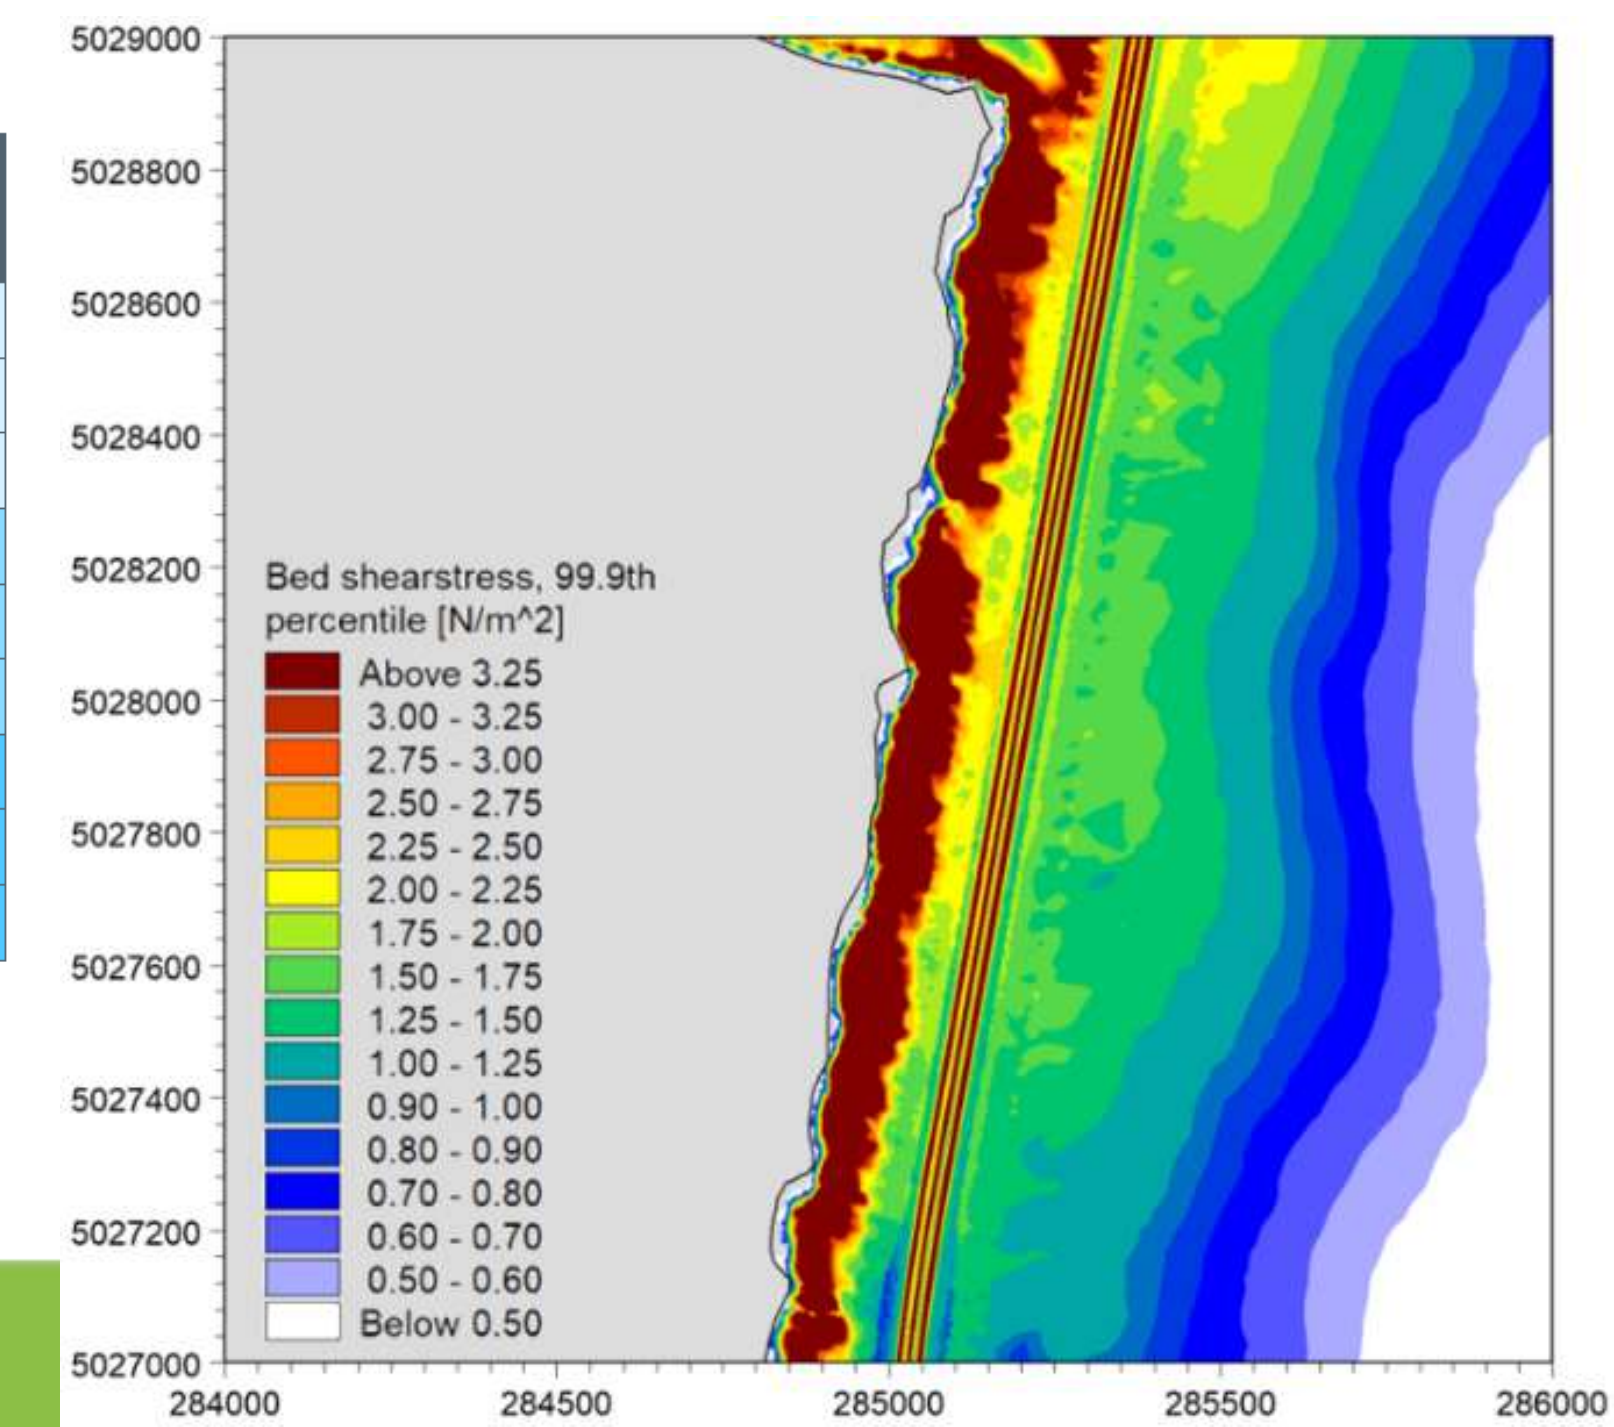 5029000
5028800
5028600
5028400
5028200
5028000
5027800
5027600
5027400
5027200
5027000
Bed shearstress, 99.9th
percentile [N/m^2]
Above 3.25
3.00 - 3.25
2.75 - 3.00
2.50 - 2.75
2.25 - 2.50
2.00 - 2.25
1.75 - 2.00
1.50 - 1.75
1.25 - 1.50
1.00 - 1.25
0.90 - 1.00
0.80 - 0.90
0.70 - 0.80
0.60 - 0.70
0.50 - 0.60
Below 0.50
284000 284500 285000 285500 286000